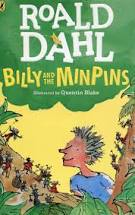 ROALD
DAHL
BILLY AND THE MINPINS
Illustrated by Quentin Blake